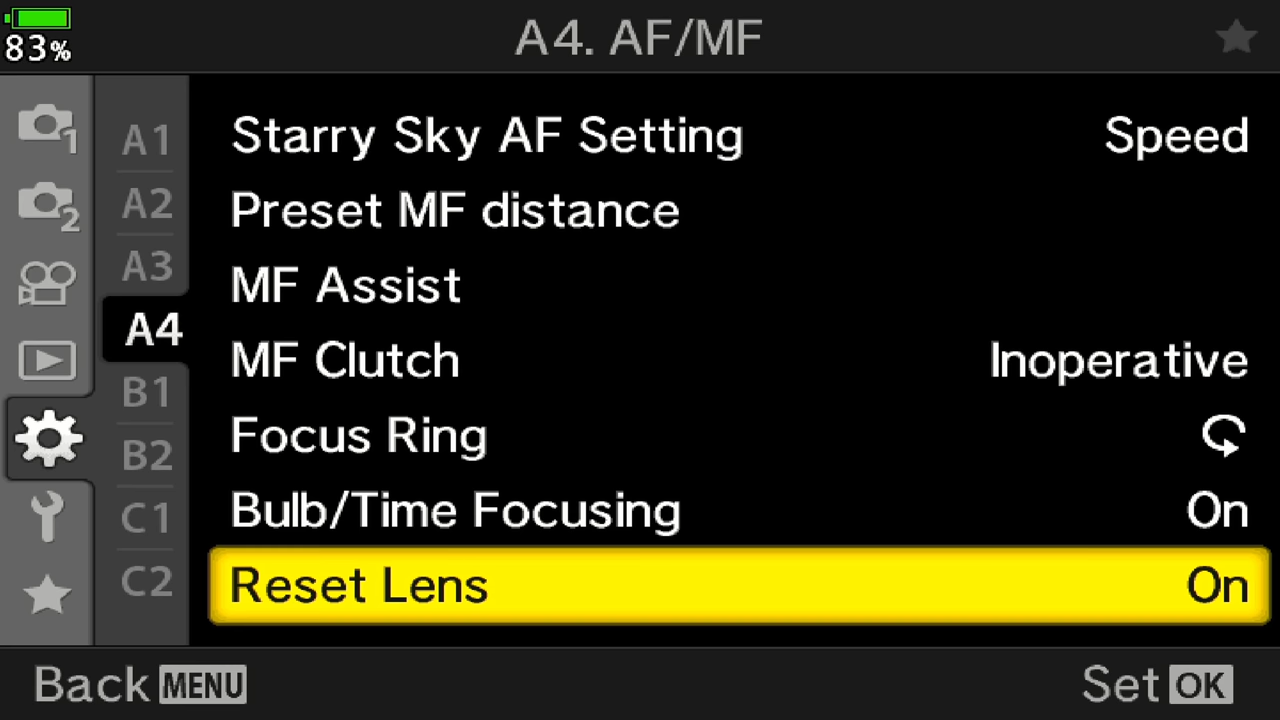 83%
A4. AF/MF
1
2
A1
A2
A3
A4
B1
B2
C1
C2
Starry Sky AF Setting Speed
Preset MF distance
MF Assist
MF Clutch Inoperative
Focus Ring
Bulb/Time Focusing On
Reset Lens On
Back MENU
Set OK